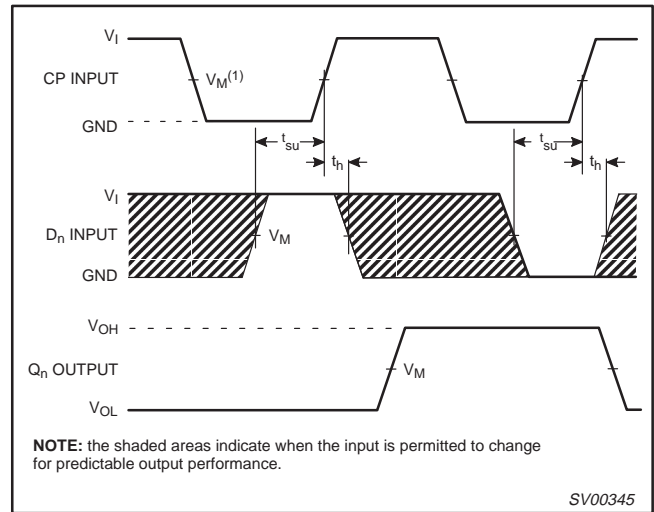 V_I
CP INPUT
V_M(1)
GND
t_su
t_su
t_h
t_h
V_I
D_n INPUT
V_M
GND
V_OH
Q_n OUTPUT
V_M
V_OL
NOTE: the shaded areas indicate when the input is permitted to change
for predictable output performance.
SV00345